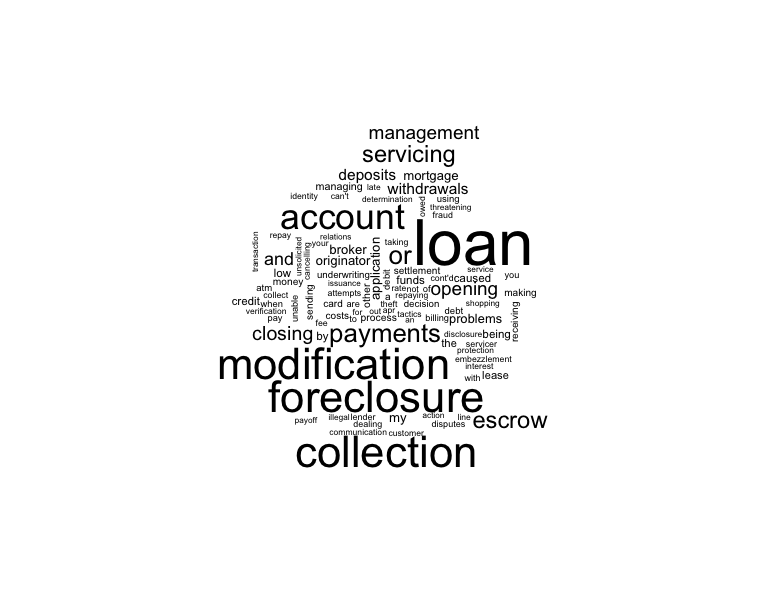 management
servicing
deposits mortgage
managing late withdrawals
identity can't determination owed using
threatening
account fraud
loan
repay relations
transaction unsolicited cancelling your broker taking
and originator application or
low underwriting debit settlement service
money issuance other funds cont'd caused you
atm attempts a rate not of opening making
collect sending repaying
credit when unable card are theft decision shopping
verification costs for out apr debt receiving
pay to process tactics billing problems
fee an
closing by payments disclosure being
the servicer
protection
modification embezzlement
interest
with lease
foreclosure
payoff illegal lender my action line escrow
dealing disputes
communication customer
collection